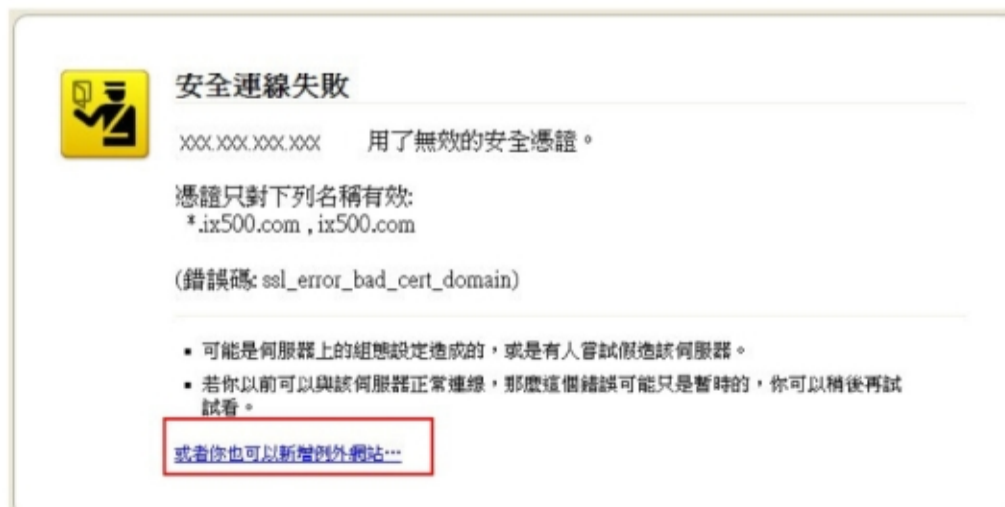 安全連線失敗
xxx.xxx.xxx.xxx 用了無效的安全憑證。
憑證只對下列名稱有效:
*.ix500.com , ix500.com
(錯誤碼: ssl_error_bad_cert_domain)
▪ 可能是伺服器上的組態設定造成的，或是有人嘗試假造該伺服器。
▪ 若你以前可以與該伺服器正常連線，那麼這個錯誤可能只是暫時的，你可以稍後再試
試看。
或者你也可以新增例外網站…